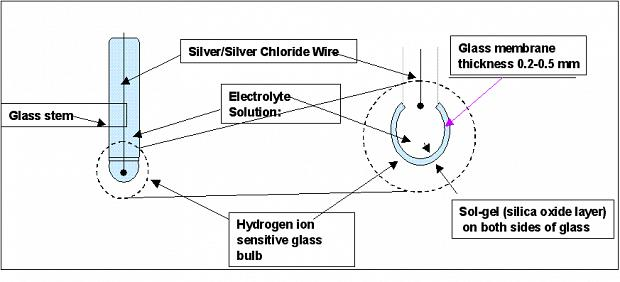 Silver/Silver Chloride Wire
Glass membrane
thickness 0.2-0.5 mm
Electrolyte
Solution:
Glass stem
Hydrogen ion
sensitive glass
bulb
Sol-gel (silica oxide layer)
on both sides of glass